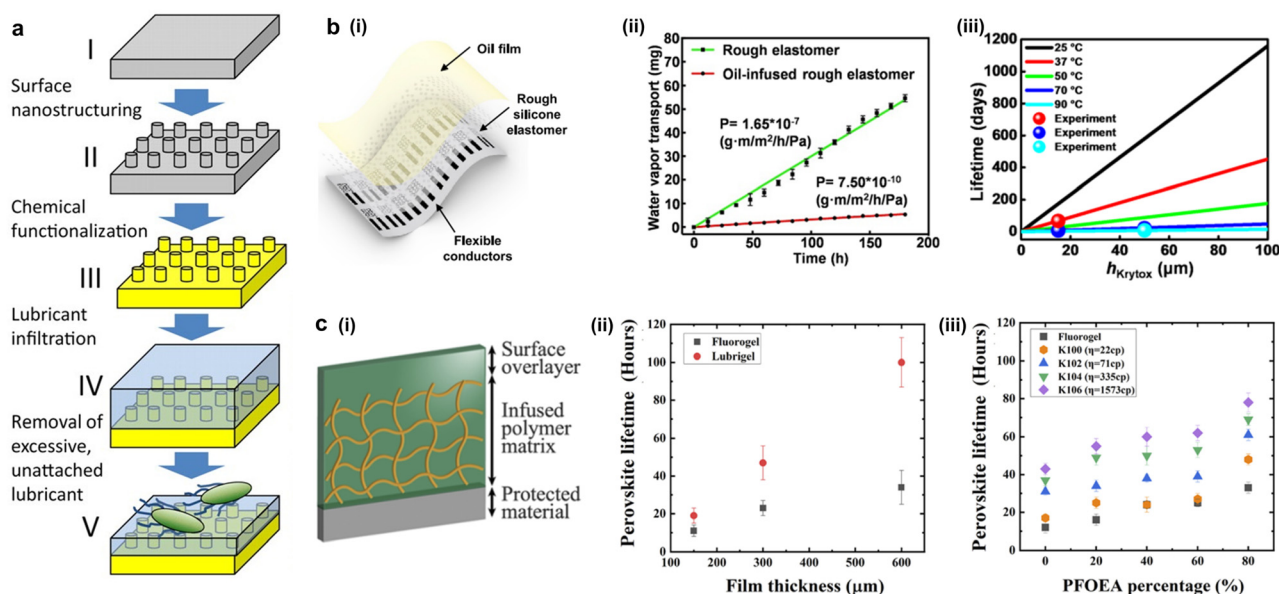 a
I
Surface
nanostructuring
II
Chemical
functionalization
III
Lubricant
infiltration
IV
Removal of
excessive,
unattached
lubricant
V
b (i)
Oil film
Rough
silicone
elastomer
Flexible
conductors
(ii)
Water vapor transport (mg)
80
70
60
50
40
30
20
10
0
Rough elastomer
Oil-infused rough elastomer
P= 1.65*10⁻⁷
(g·m/m²/h/Pa)
P= 7.50*10⁻¹⁰
(g·m/m²/h/Pa)
0 50 100 150 200
Time (h)
(iii)
Lifetime (days)
1200
1000
800
600
400
200
0
25 °C
37 °C
50 °C
70 °C
90 °C
Experiment
Experiment
Experiment
0 20 40 60 80 100
hKrytox (µm)
c (i)
Surface
overlayer
Infused
polymer
matrix
Protected
material
(ii)
Perovskite lifetime (Hours)
120
100
80
60
40
20
0
Fluorogel
Lubrigel
100 200 300 400 500 600 700
Film thickness (µm)
(iii)
Perovskite lifetime (Hours)
120
100
80
60
40
20
0
Fluorogel
K100 (η=22cp)
K102 (η=71cp)
K104 (η=335cp)
K106 (η=1573cp)
0 20 40 60 80
PFOEA percentage (%)